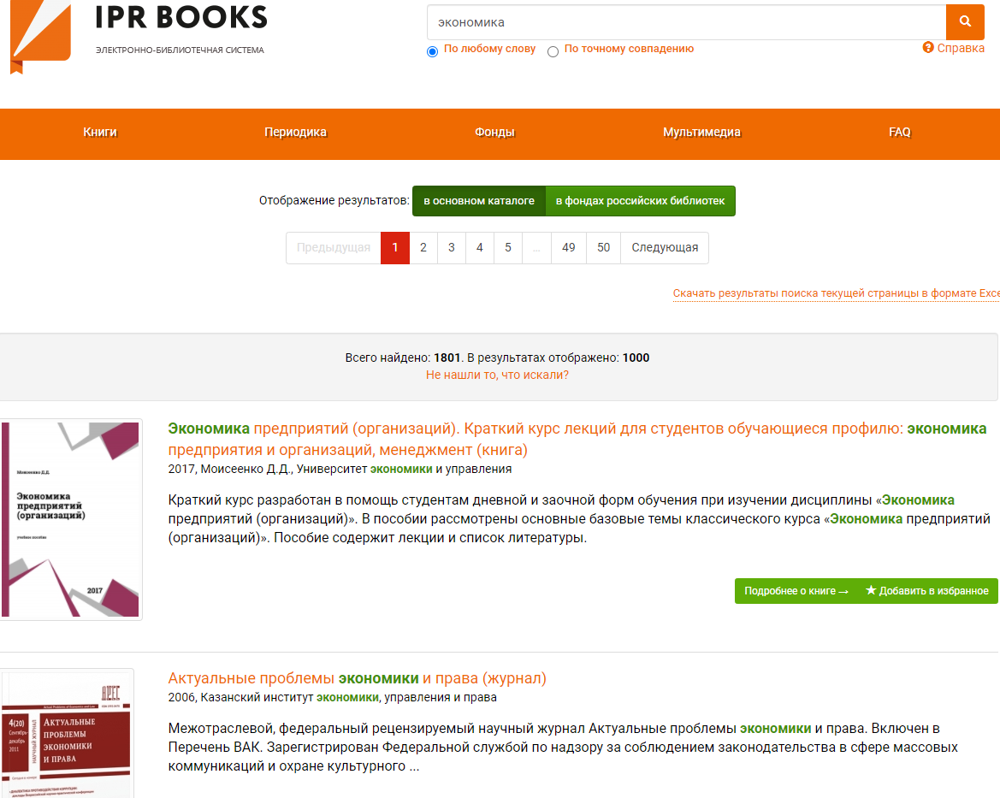 IPR BOOKS
ЭЛЕКТРОННО-БИБЛИОТЕЧНАЯ СИСТЕМА
экономика
По любому слову По точному совпадению
Справка
Книги Периодика Фонды Мультимедиа FAQ
Отображение результатов: в основном каталоге в фондах российских библиотек
Предыдущая 1 2 3 4 5 ... 49 50 Следующая
Скачать результаты поиска текущей страницы в формате Exce
Всего найдено: 1801. В результатах отображено: 1000
Не нашли то, что искали?
Моисеенко Д.Д.
Экономика
предприятий
(организаций)
учебное пособие
2017
Экономика предприятий (организаций). Краткий курс лекций для студентов обучающиеся профилю: экономика
предприятия и организаций, менеджмент (книга)
2017, Моисеенко Д.Д., Университет экономики и управления
Краткий курс разработан в помощь студентам дневной и заочной форм обучения при изучении дисциплины «Экономика
предприятий (организаций)». В пособии рассмотрены основные базовые темы классического курса «Экономика предприятий
(организаций)». Пособие содержит лекции и список литературы.
Подробнее о книге → ★ Добавить в избранное
4(20)
Сентябрь-
декабрь
2011
НАУЧНЫЙ ЖУРНАЛ
АКТУАЛЬНЫЕ
ПРОБЛЕМЫ
ЭКОНОМИКИ
И ПРАВА
Актуальные проблемы экономики и права (журнал)
2006, Казанский институт экономики, управления и права
Межотраслевой, федеральный рецензируемый научный журнал Актуальные проблемы экономики и права. Включен в
Перечень ВАК. Зарегистрирован Федеральной службой по надзору за соблюдением законодательства в сфере массовых
коммуникаций и охране культурного ...